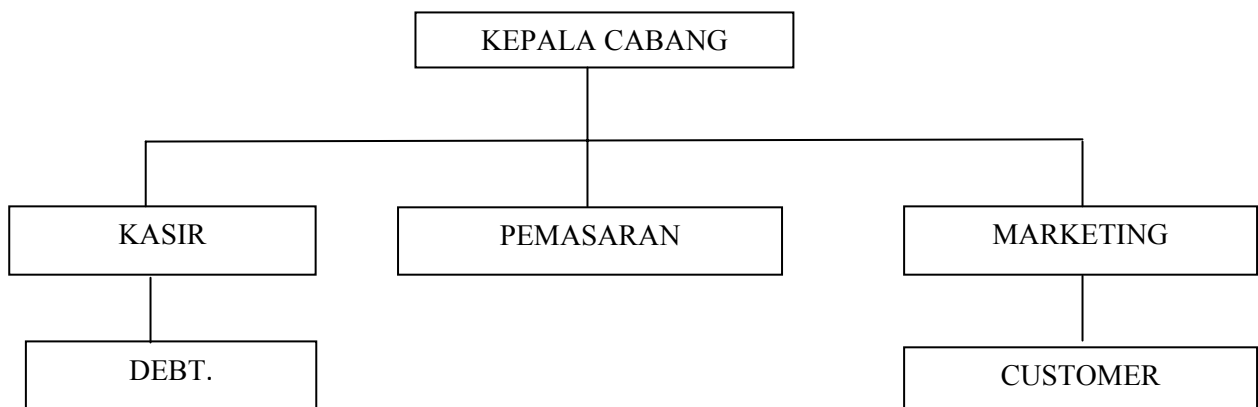 KEPALA CABANG
KASIR
PEMASARAN
MARKETING
DEBT.
CUSTOMER